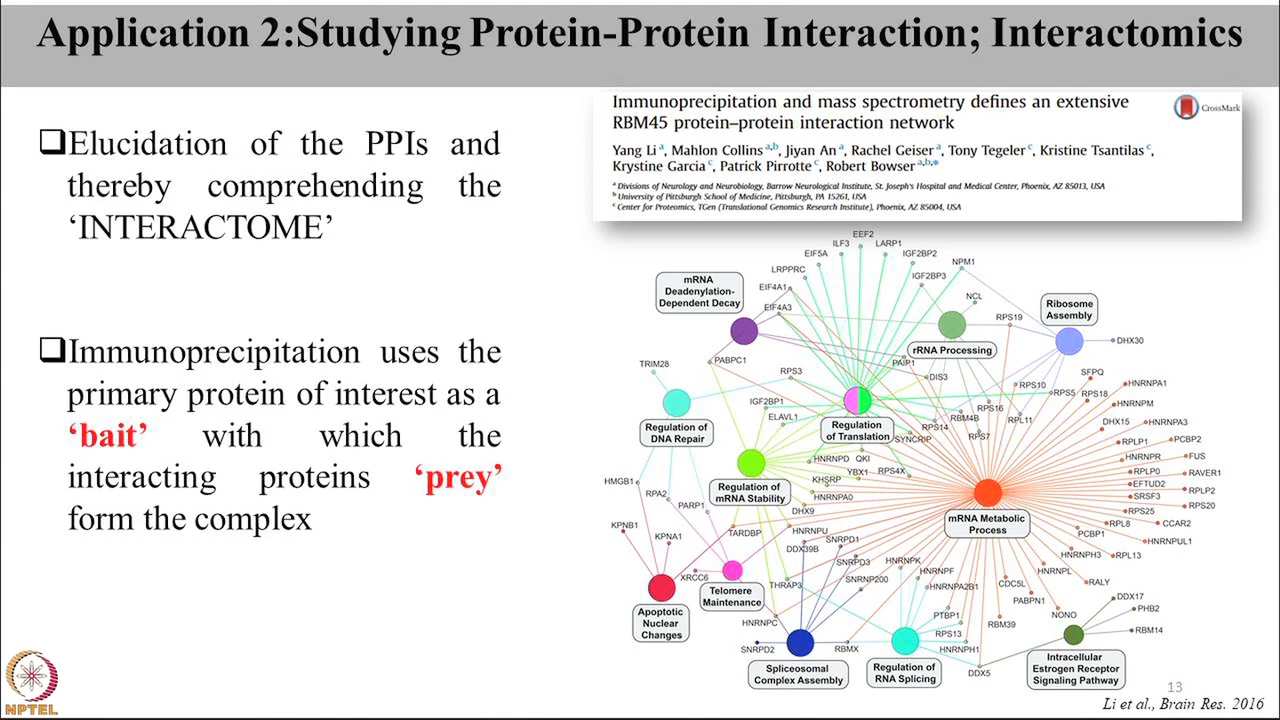 Application 2:Studying Protein-Protein Interaction; Interactomics
❑Elucidation of the PPIs and
thereby comprehending the
‘INTERACTOME’
❑Immunoprecipitation uses the
primary protein of interest as a
‘bait’ with which the
interacting proteins ‘prey’
form the complex
Immunoprecipitation and mass spectrometry defines an extensive
RBM45 protein–protein interaction network
CrossMark
Yang Li a, Mahlon Collins a,b, Jiyan An a, Rachel Geiser a, Tony Tegeler c, Kristine Tsantilas c,
Krystine Garcia c, Patrick Pirrotte c, Robert Bowser a,b,*
a Divisions of Neurology and Neurobiology, Barrow Neurological Institute, St. Joseph's Hospital and Medical Center, Phoenix, AZ 85013, USA
b University of Pittsburgh School of Medicine, Pittsburgh, PA 15261, USA
c Center for Proteomics, TGen (Translational Genomics Research Institute), Phoenix, AZ 85004, USA
EEF2
ILF3
LARP1
EIF5A
IGF2BP2
NPM1
LRPPRC
IGF2BP3
mRNA
Deadenylation-
Dependent Decay
EIF4A1
EIF4A3
NCL
Ribosome
Assembly
RPS19
DHX30
rRNA Processing
PABPC1
PAIP1
TRIM28
RPS3
DIS3
RPS10
SFPQ
RPS5
RPS18
HNRNPA1
IGF2BP1
ELAVL1
RPS16
HNRNPM
RBM4B
RPL11
Regulation of
DNA Repair
Regulation
of Translation
RPS14
SYNCRIP
RPS7
DHX15
HNRNPA3
RPLP1
PCBP2
HNRNPD
QKI
HNRNPR
FUS
YBX1
RPS4X
RPLP0
RAVER1
KHSRP
EFTUD2
RPLP2
HMGB1
RPA2
Regulation of
mRNA Stability
HNRNPA0
SRSF3
RPS20
PARP1
DHX9
RPS25
mRNA Metabolic
Process
RPL8
CCAR2
KPNB1
TARDBP
HNRNPU
PCBP1
KPNA1
SNRPD1
HNRNPUL1
DDX39B
HNRNPH3
RPL13
SNRPD3
HNRNPK
HNRNPL
XRCC6
THRAP3
SNRNP200
HNRNPF
HNRNPA2B1
CDC5L
RALY
Telomere
Maintenance
PABPN1
DDX17
Apoptotic
Nuclear
Changes
HNRNPC
PTBP1
NONO
PHB2
RBM39
RPS13
RBM14
SNRPD2
RBMX
HNRNPH1
Spliceosomal
Complex Assembly
Regulation of
RNA Splicing
DDX5
Intracellular
Estrogen Receptor
Signaling Pathway
13
Li et al., Brain Res. 2016
NPTEL